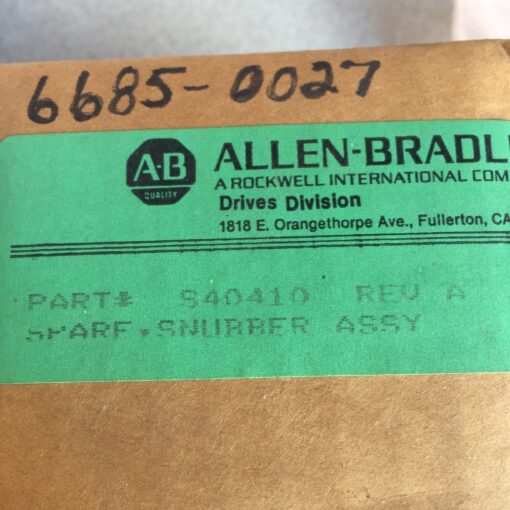 6685-0027
A-B
QUALITY
ALLEN-BRADL
A ROCKWELL INTERNATIONAL COM
Drives Division
1818 E. Orangethorpe Ave., Fullerton, CA
PART# S40410 REV A
SPARE, SNUBBER ASSY